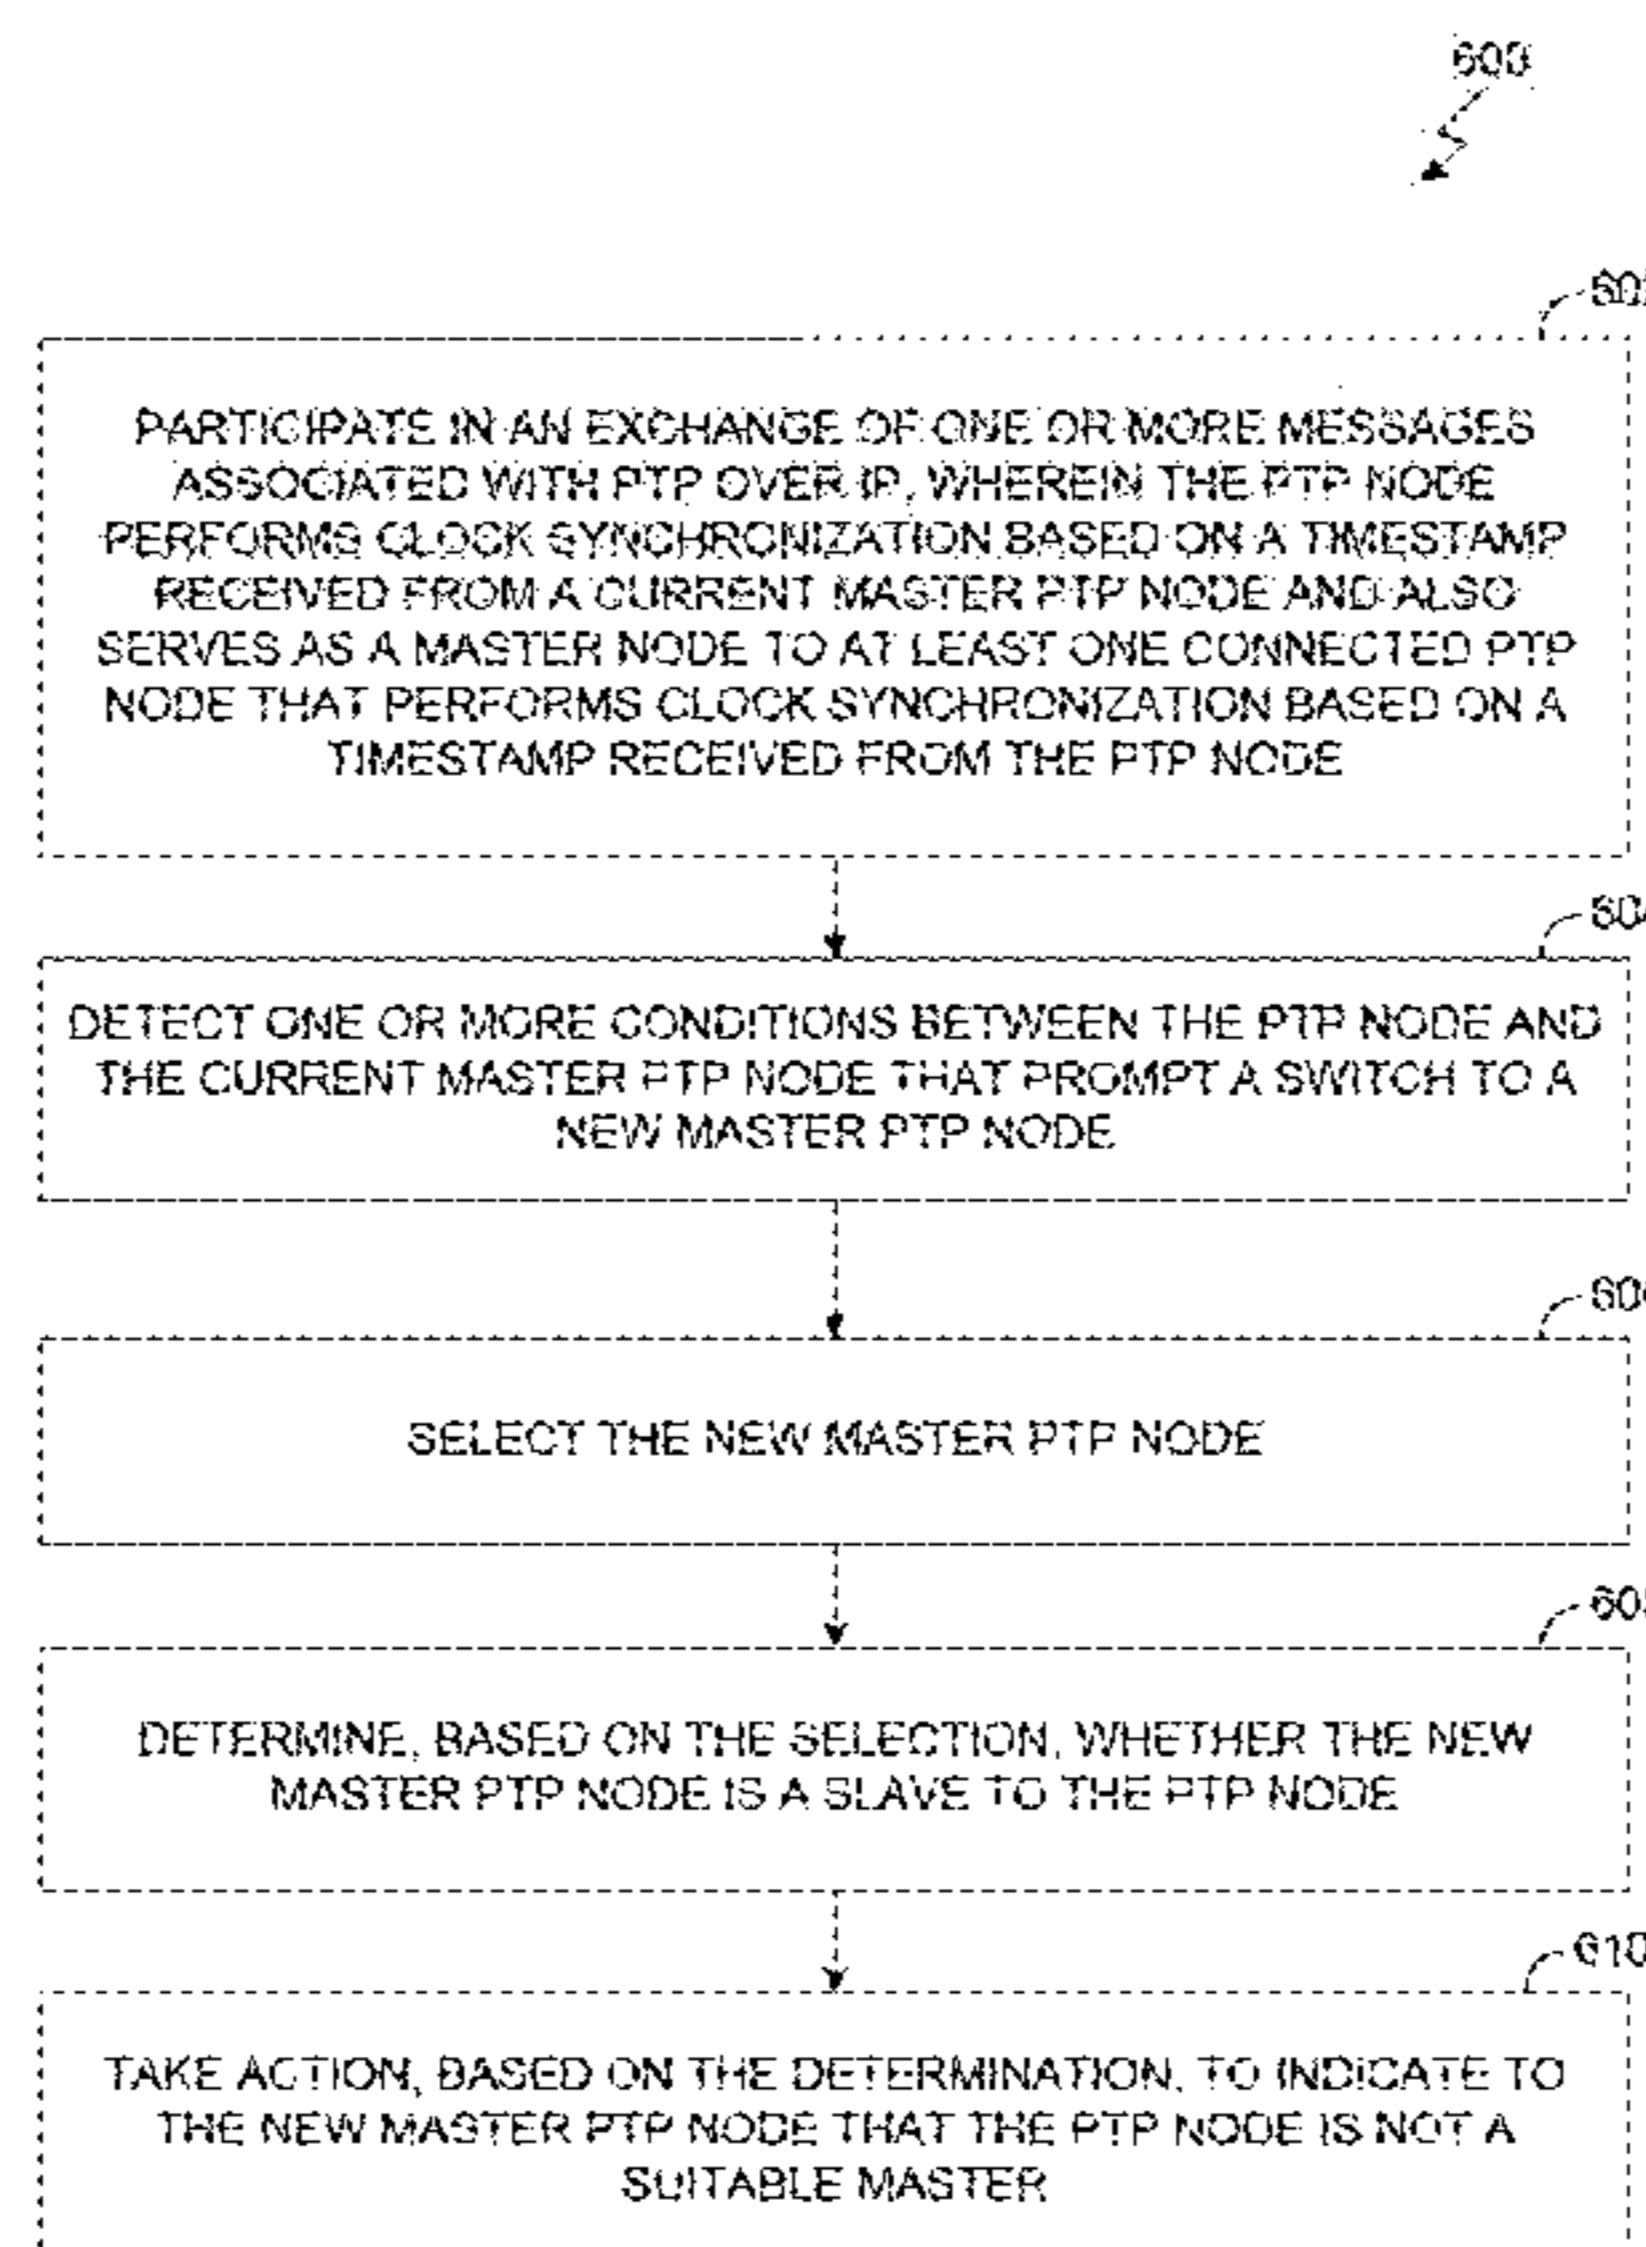 600
PARTICIPATE IN AN EXCHANGE OF ONE OR MORE MESSAGES
ASSOCIATED WITH PTP OVER IP, WHEREIN THE PTP NODE
PERFORMS CLOCK SYNCHRONIZATION BASED ON A TIMESTAMP
RECEIVED FROM A CURRENT MASTER PTP NODE AND ALSO
SERVES AS A MASTER NODE TO AT LEAST ONE CONNECTED PTP
NODE THAT PERFORMS CLOCK SYNCHRONIZATION BASED ON A
TIMESTAMP RECEIVED FROM THE PTP NODE
DETECT ONE OR MORE CONDITIONS BETWEEN THE PTP NODE AND
THE CURRENT MASTER PTP NODE THAT PROMPT A SWITCH TO A
NEW MASTER PTP NODE
SELECT THE NEW MASTER PTP NODE
DETERMINE, BASED ON THE SELECTION, WHETHER THE NEW
MASTER PTP NODE IS A SLAVE TO THE PTP NODE
610
TAKE ACTION, BASED ON THE DETERMINATION, TO INDICATE TO
THE NEW MASTER PTP NODE THAT THE PTP NODE IS NOT A
SUITABLE MASTER